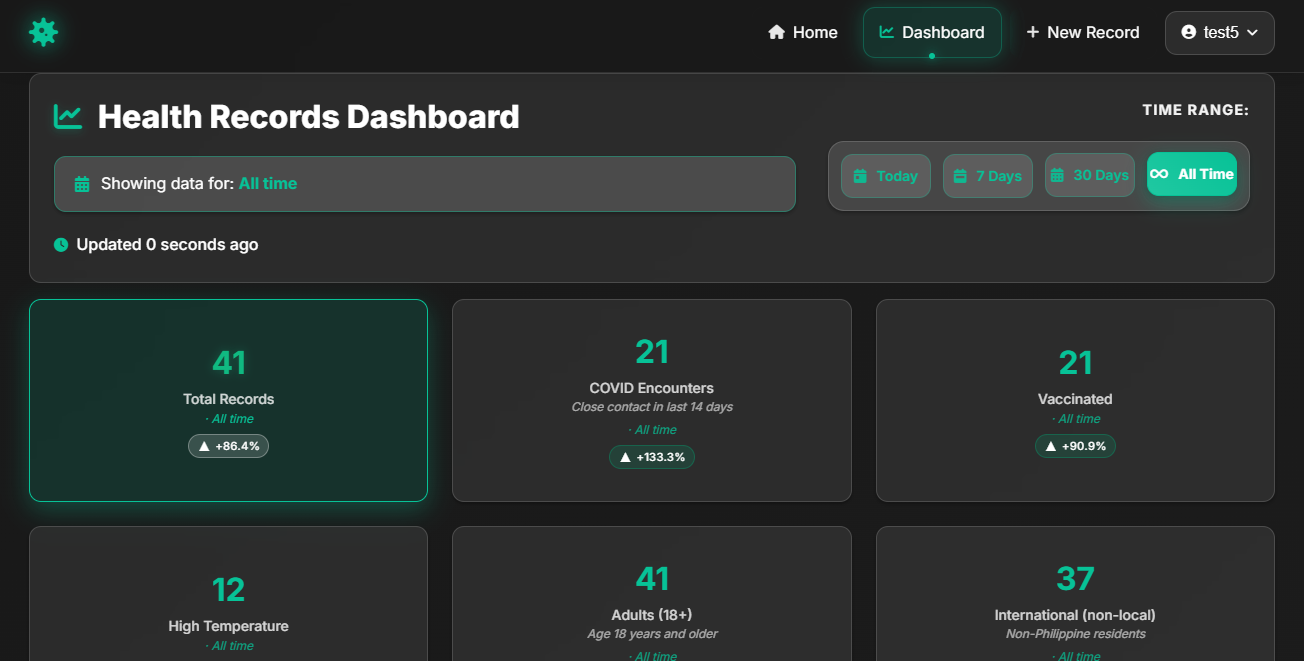 Home
Dashboard
+ New Record
test5
Health Records Dashboard
TIME RANGE:
Showing data for: All time
Today
7 Days
30 Days
All Time
Updated 0 seconds ago
41
Total Records
· All time
▲ +86.4%
21
COVID Encounters
Close contact in last 14 days
· All time
▲ +133.3%
21
Vaccinated
· All time
▲ +90.9%
12
High Temperature
· All time
41
Adults (18+)
Age 18 years and older
· All time
37
International (non-local)
Non-Philippine residents
· All time